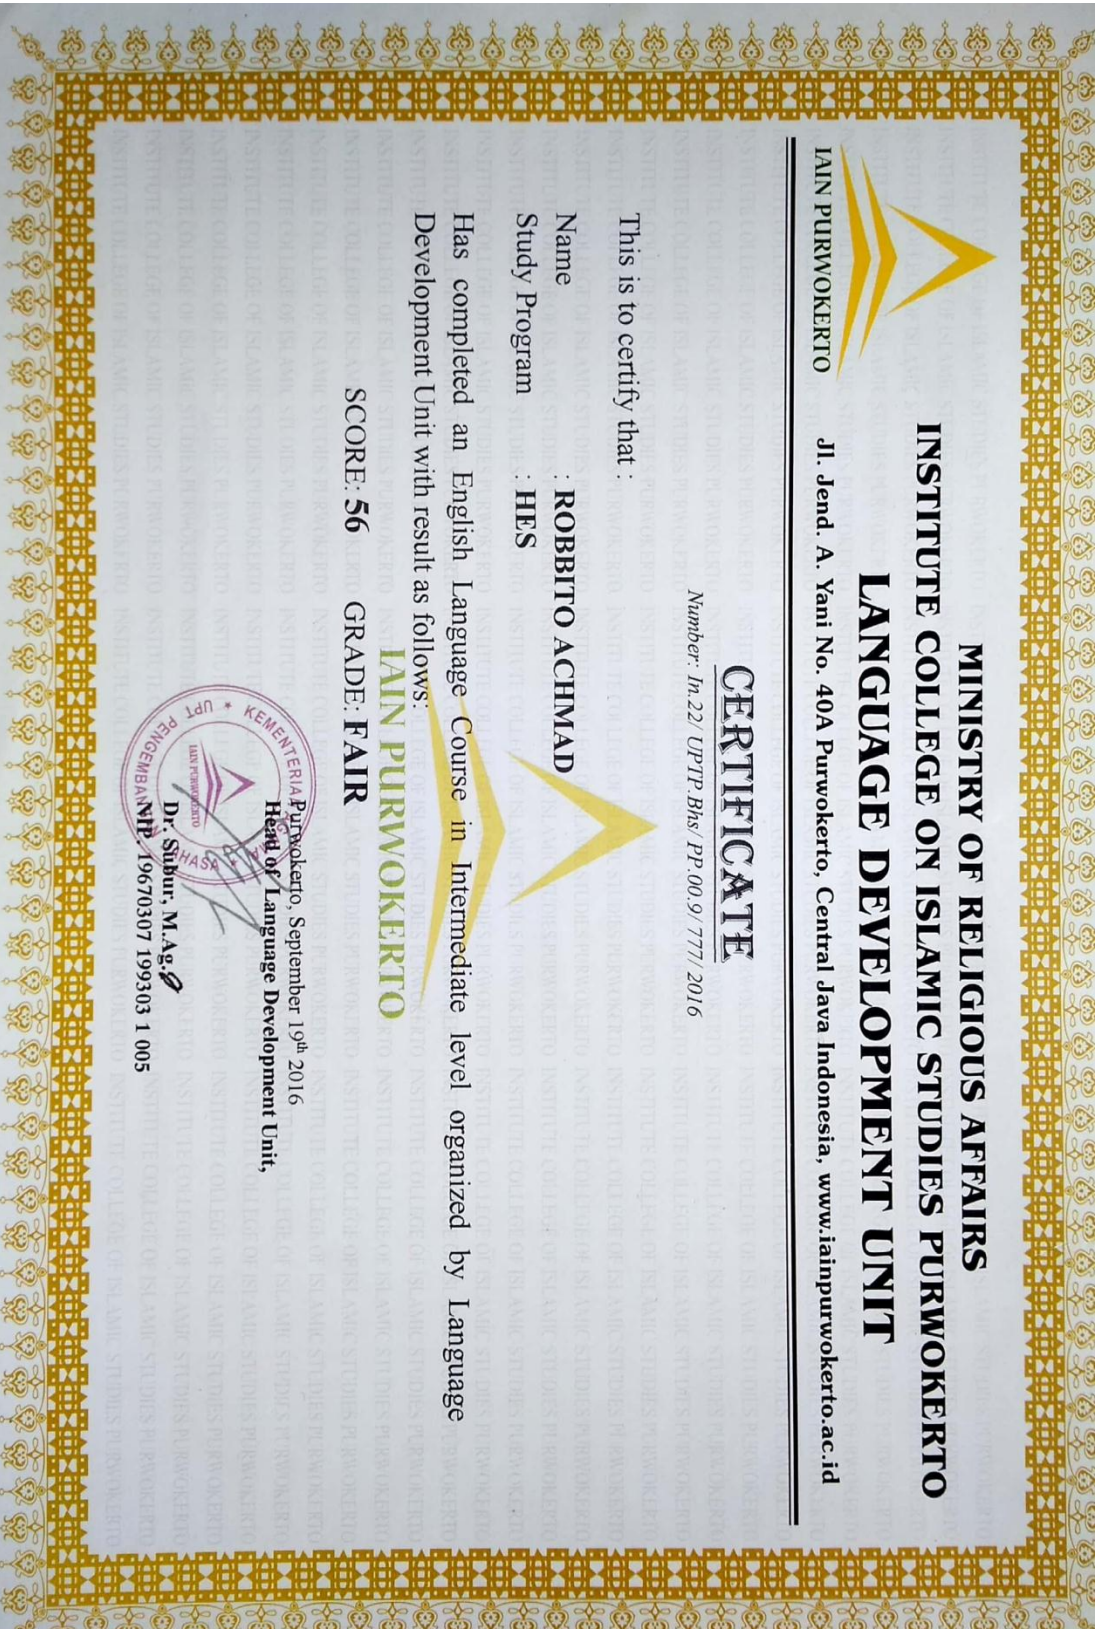 IAIN PURWOKERTO
MINISTRY OF RELIGIOUS AFFAIRS
INSTITUTE COLLEGE ON ISLAMIC STUDIES PURWOKERTO
LANGUAGE DEVELOPMENT UNIT
Jl. Jend. A. Yani No. 40A Purwokerto, Central Java Indonesia, www.iainpurwokerto.ac.id
CERTIFICATE
Number: In.22/ UPTP.Bhs/ PP.00.9/ 777/ 2016
This is to certify that :
Name : ROBBITO ACHMAD
Study Program : HES
Has completed an English Language Course in Intermediate level organized by Language
Development Unit with result as follows:
IAIN PURWOKERTO
SCORE: 56 GRADE: FAIR
Purwokerto, September 19th 2016
Head of Language Development Unit,
IAIN PURWOKERTO
Dr. Subur, M.Ag.
NIP. 19670307 199303 1 005